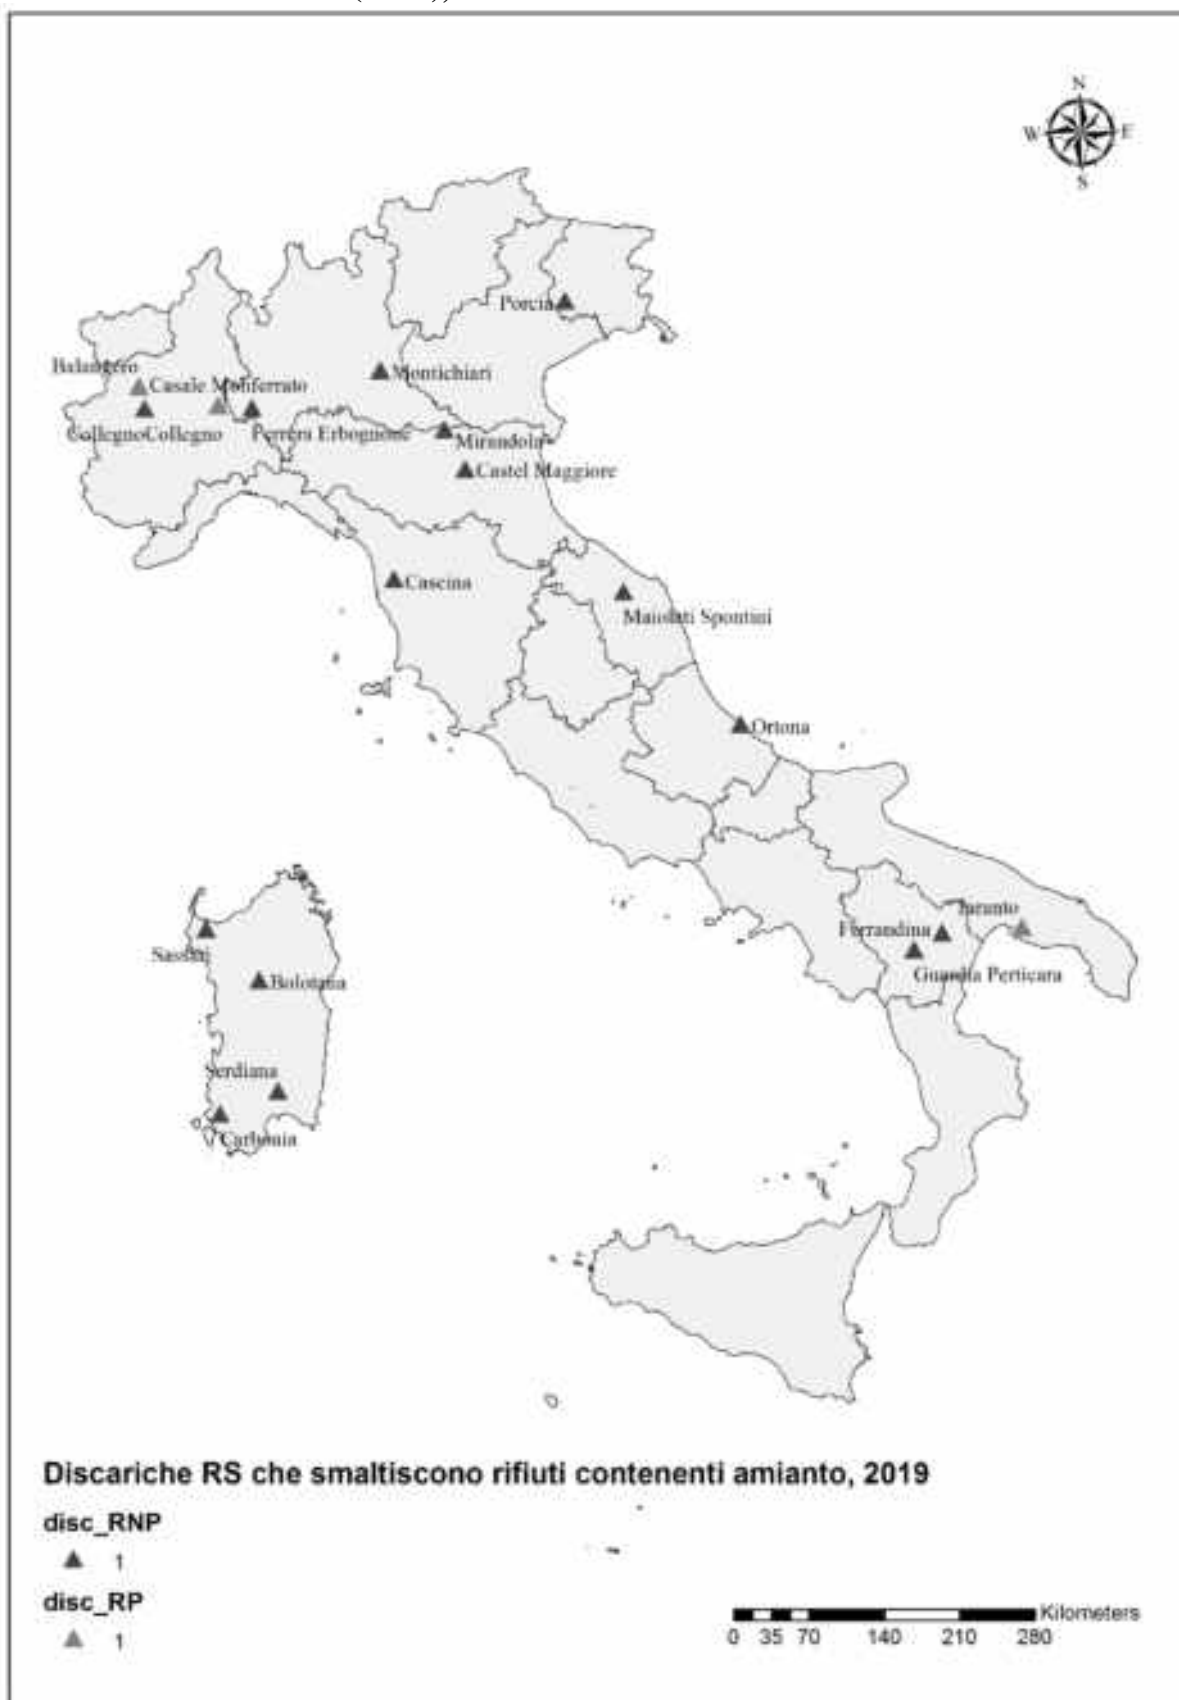 N
W E
S
Porcia
Balangero
Montichiari
Casale Monferrato
CollegnoCollegno
Ferrera Erbognone
Mirandola
Castel Maggiore
Cascina
Maiolati Spontini
Ortona
Taranto
Ferrandina
Guardia Perticara
Sassari
Bolotana
Serdiana
Carbonia
Discariche RS che smaltiscono rifiuti contenenti amianto, 2019
disc_RNP
1
disc_RP
1
Kilometers
0 35 70 140 210 280